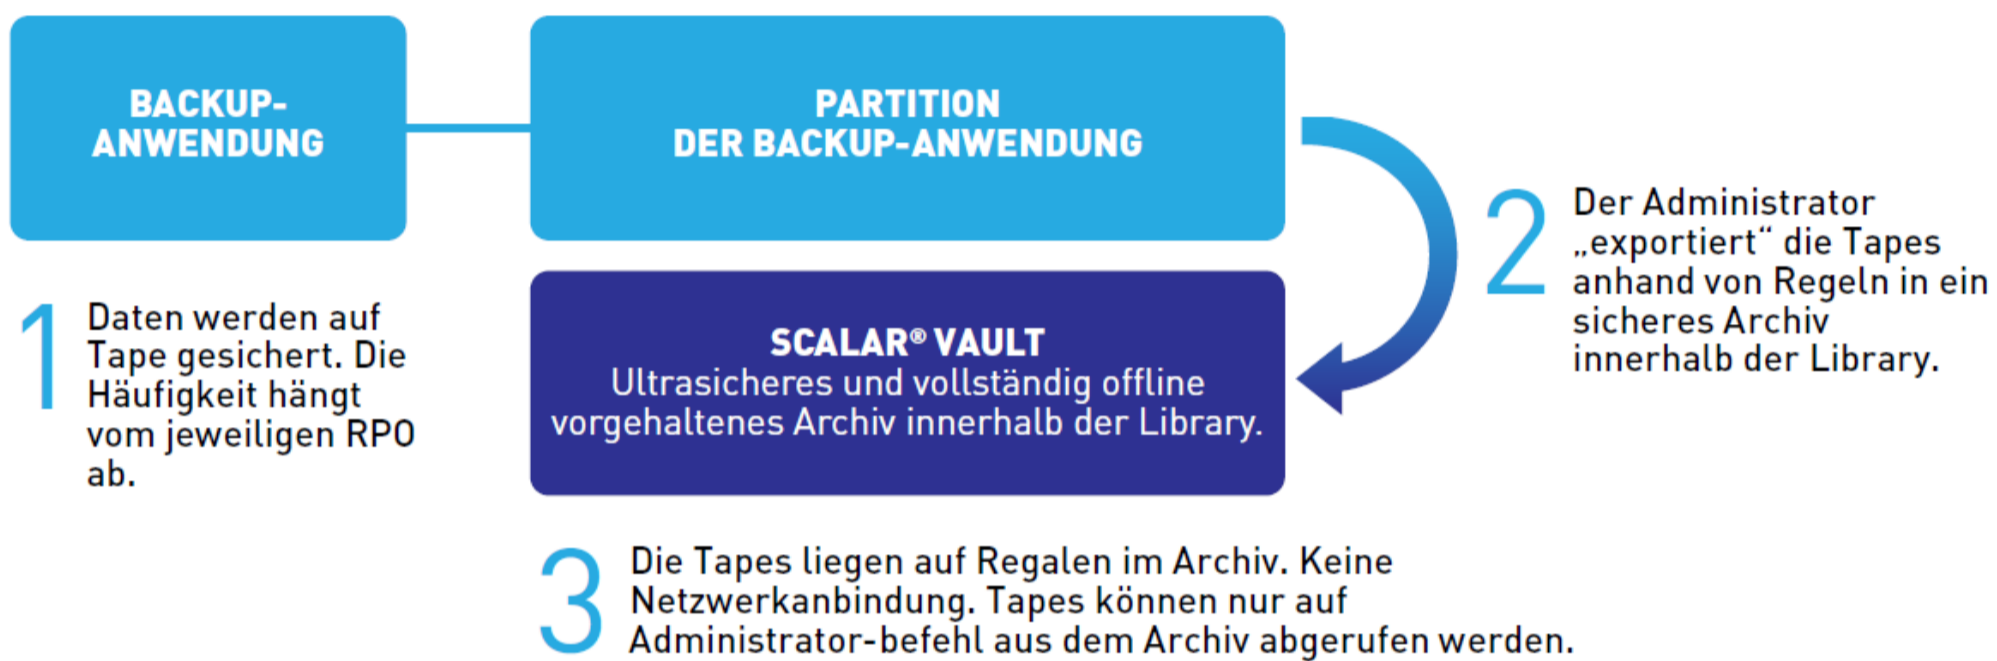 BACKUP-
ANWENDUNG
PARTITION
DER BACKUP-ANWENDUNG
1
Daten werden auf
Tape gesichert. Die
Häufigkeit hängt
vom jeweiligen RPO
ab.
2
Der Administrator
„exportiert“ die Tapes
anhand von Regeln in ein
sicheres Archiv
innerhalb der Library.
SCALAR® VAULT
Ultrasicheres und vollständig offline
vorgehaltenes Archiv innerhalb der Library.
3
Die Tapes liegen auf Regalen im Archiv. Keine
Netzwerkanbindung. Tapes können nur auf
Administrator-befehl aus dem Archiv abgerufen werden.